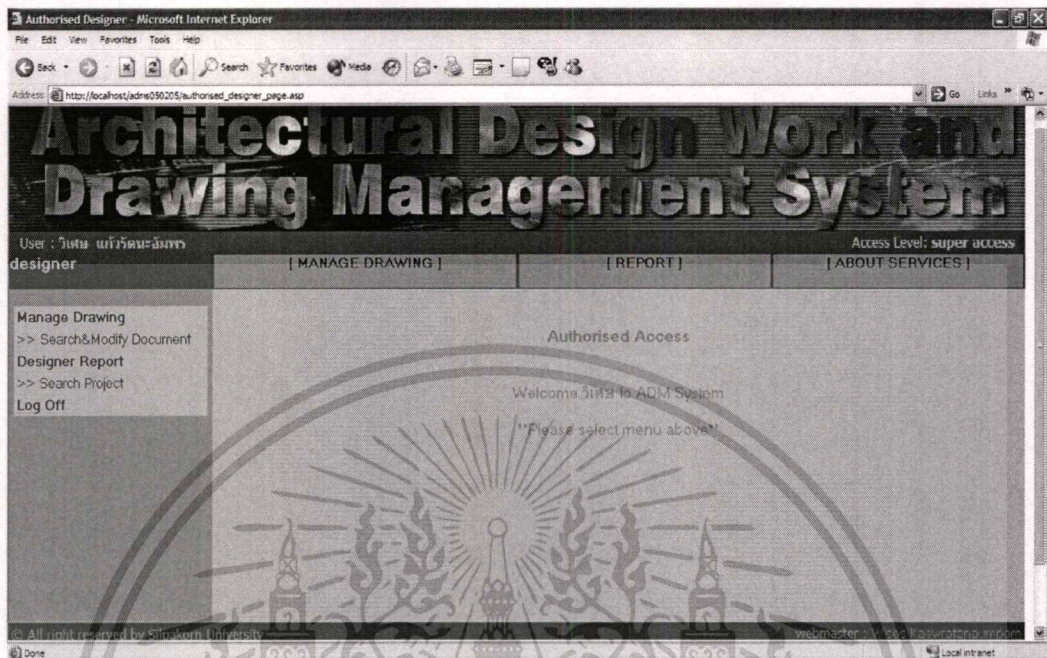 Authorised Designer - Microsoft Internet Explorer
File Edit View Favorites Tools Help
Back Search Favorites Media
Address http://localhost/adms050205/authorised_designer_page.asp Go Links »
Architectural Design Work and
Drawing Management System
User : วิเศษ แก้วรัตนะอัมพร Access Level: super access
designer [ MANAGE DRAWING ] [ REPORT ] [ ABOUT SERVICES ]
Manage Drawing
>> Search&Modify Document
Designer Report
>> Search Project
Log Off
Authorised Access
Welcome วิเศษ to ADM System
**Please select menu above**
© All right reserved by Silpakorn University webmaster : Wises
Done Local intranet